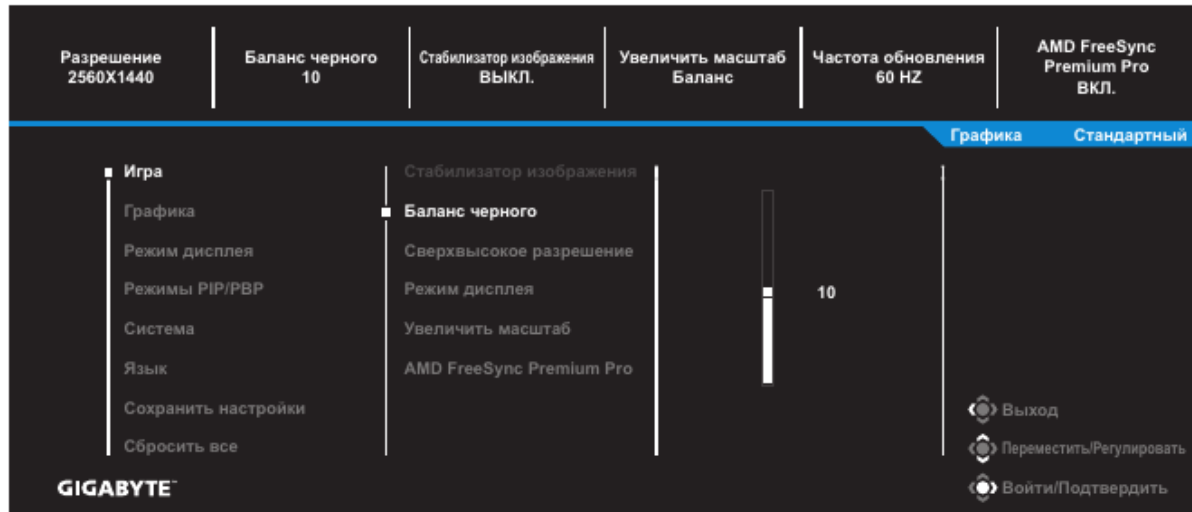 Разрешение
2560X1440
Баланс черного
10
Стабилизатор изображения
ВЫКЛ.
Увеличить масштаб
Баланс
Частота обновления
60 HZ
AMD FreeSync
Premium Pro
ВКЛ.
Графика Стандартный
Игра
Графика
Режим дисплея
Режимы PIP/PBP
Система
Язык
Сохранить настройки
Сбросить все
Стабилизатор изображения
Баланс черного
Сверхвысокое разрешение
Режим дисплея
Увеличить масштаб
AMD FreeSync Premium Pro
10
Выход
Переместить/Регулировать
Войти/Подтвердить
GIGABYTE™